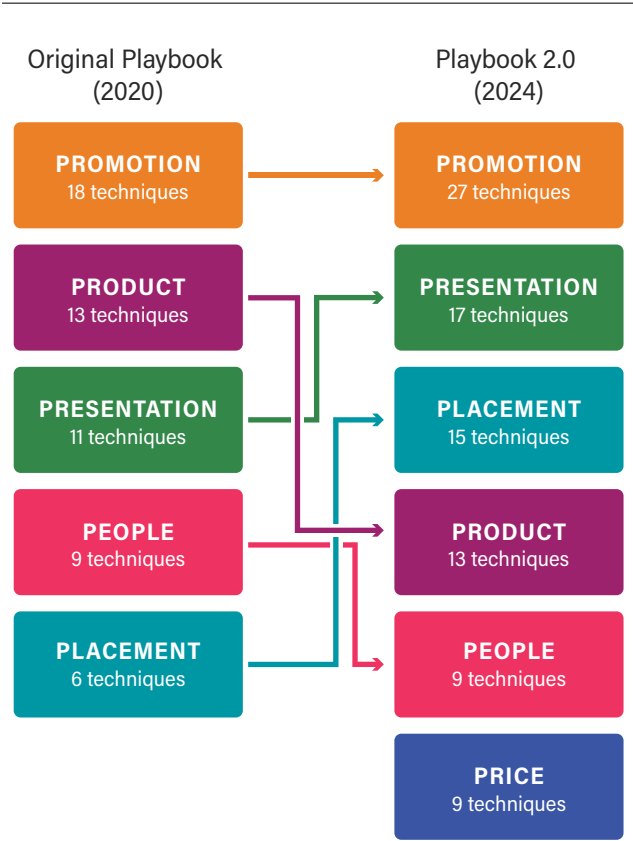 Original Playbook
(2020)
PROMOTION
18 techniques
PRODUCT
13 techniques
PRESENTATION
11 techniques
PEOPLE
9 techniques
PLACEMENT
6 techniques
Playbook 2.0
(2024)
PROMOTION
27 techniques
PRESENTATION
17 techniques
PLACEMENT
15 techniques
PRODUCT
13 techniques
PEOPLE
9 techniques
PRICE
9 techniques